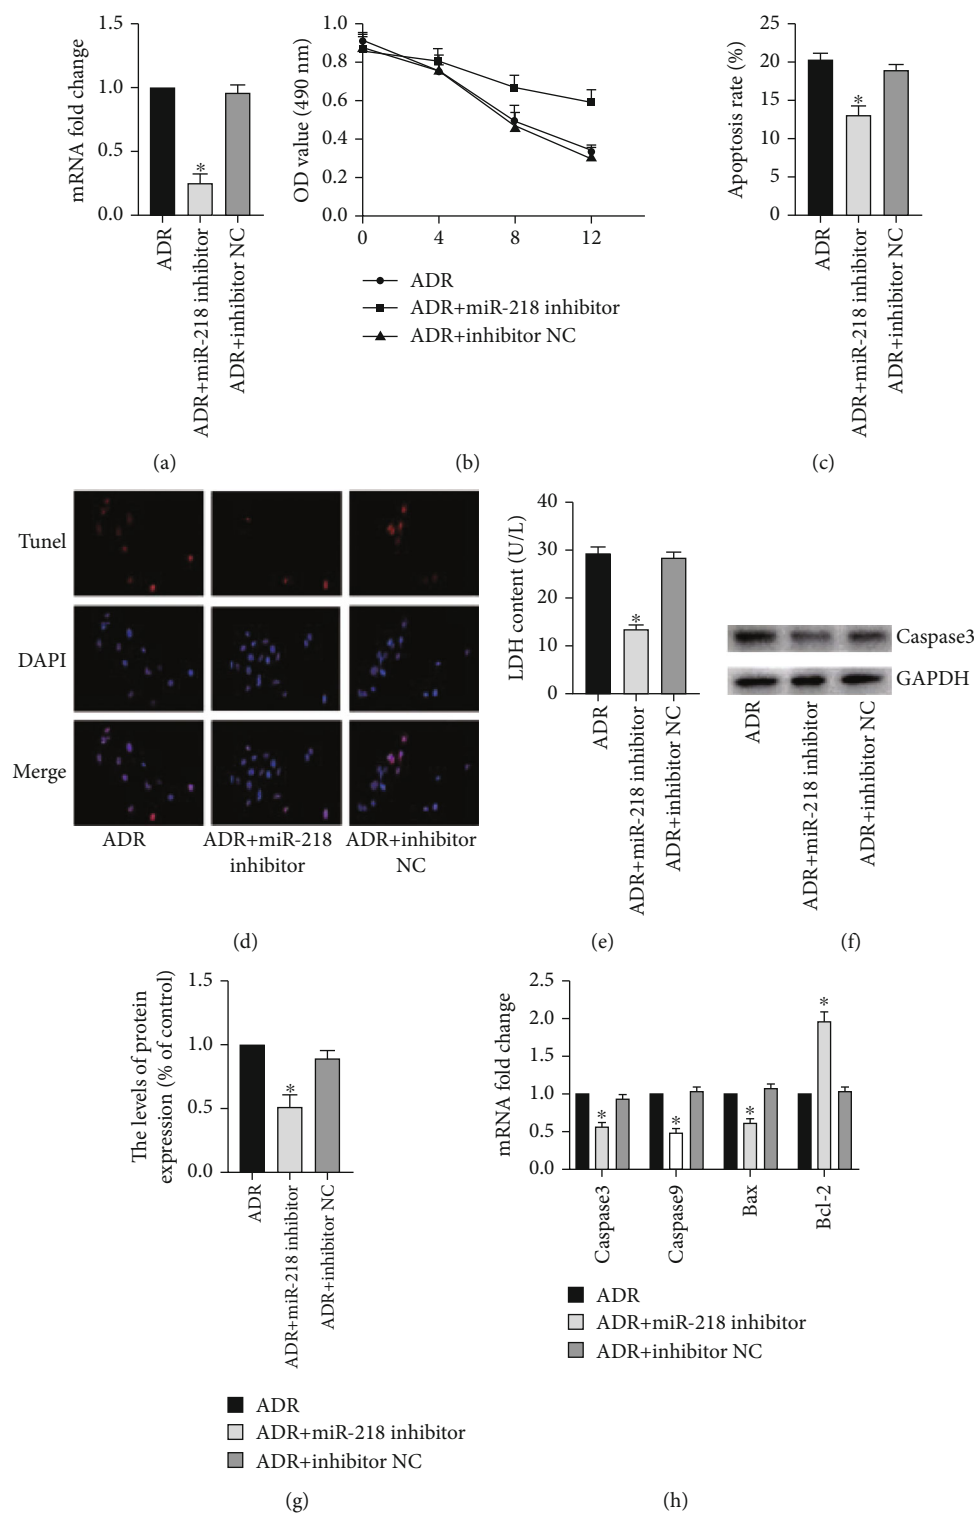 mRNA fold change
1.5
1.0
0.5
0.0
*
ADR
ADR+miR-218 inhibitor
ADR+inhibitor NC
(a)
OD value (490 nm)
1.0
0.8
0.6
0.4
0.2
0.0
0 4 8 12
ADR
ADR+miR-218 inhibitor
ADR+inhibitor NC
(b)
Apoptosis rate (%)
25
20
15
10
5
0
*
ADR
ADR+miR-218 inhibitor
ADR+inhibitor NC
(c)
Tunel
DAPI
Merge
ADR
ADR+miR-218
inhibitor
ADR+inhibitor
NC
(d)
LDH content (U/L)
40
30
20
10
0
*
ADR
ADR+miR-218 inhibitor
ADR+inhibitor NC
(e)
Caspase3
GAPDH
ADR
ADR+miR-218 inhibitor
ADR+inhibitor NC
(f)
The levels of protein
expression (% of control)
1.5
1.0
0.5
0.0
*
ADR
ADR+miR-218 inhibitor
ADR+inhibitor NC
ADR
ADR+miR-218 inhibitor
ADR+inhibitor NC
(g)
mRNA fold change
2.5
2.0
1.5
1.0
0.5
0.0
* * * *
Caspase3
Caspase9
Bax
Bcl-2
ADR
ADR+miR-218 inhibitor
ADR+inhibitor NC
(h)